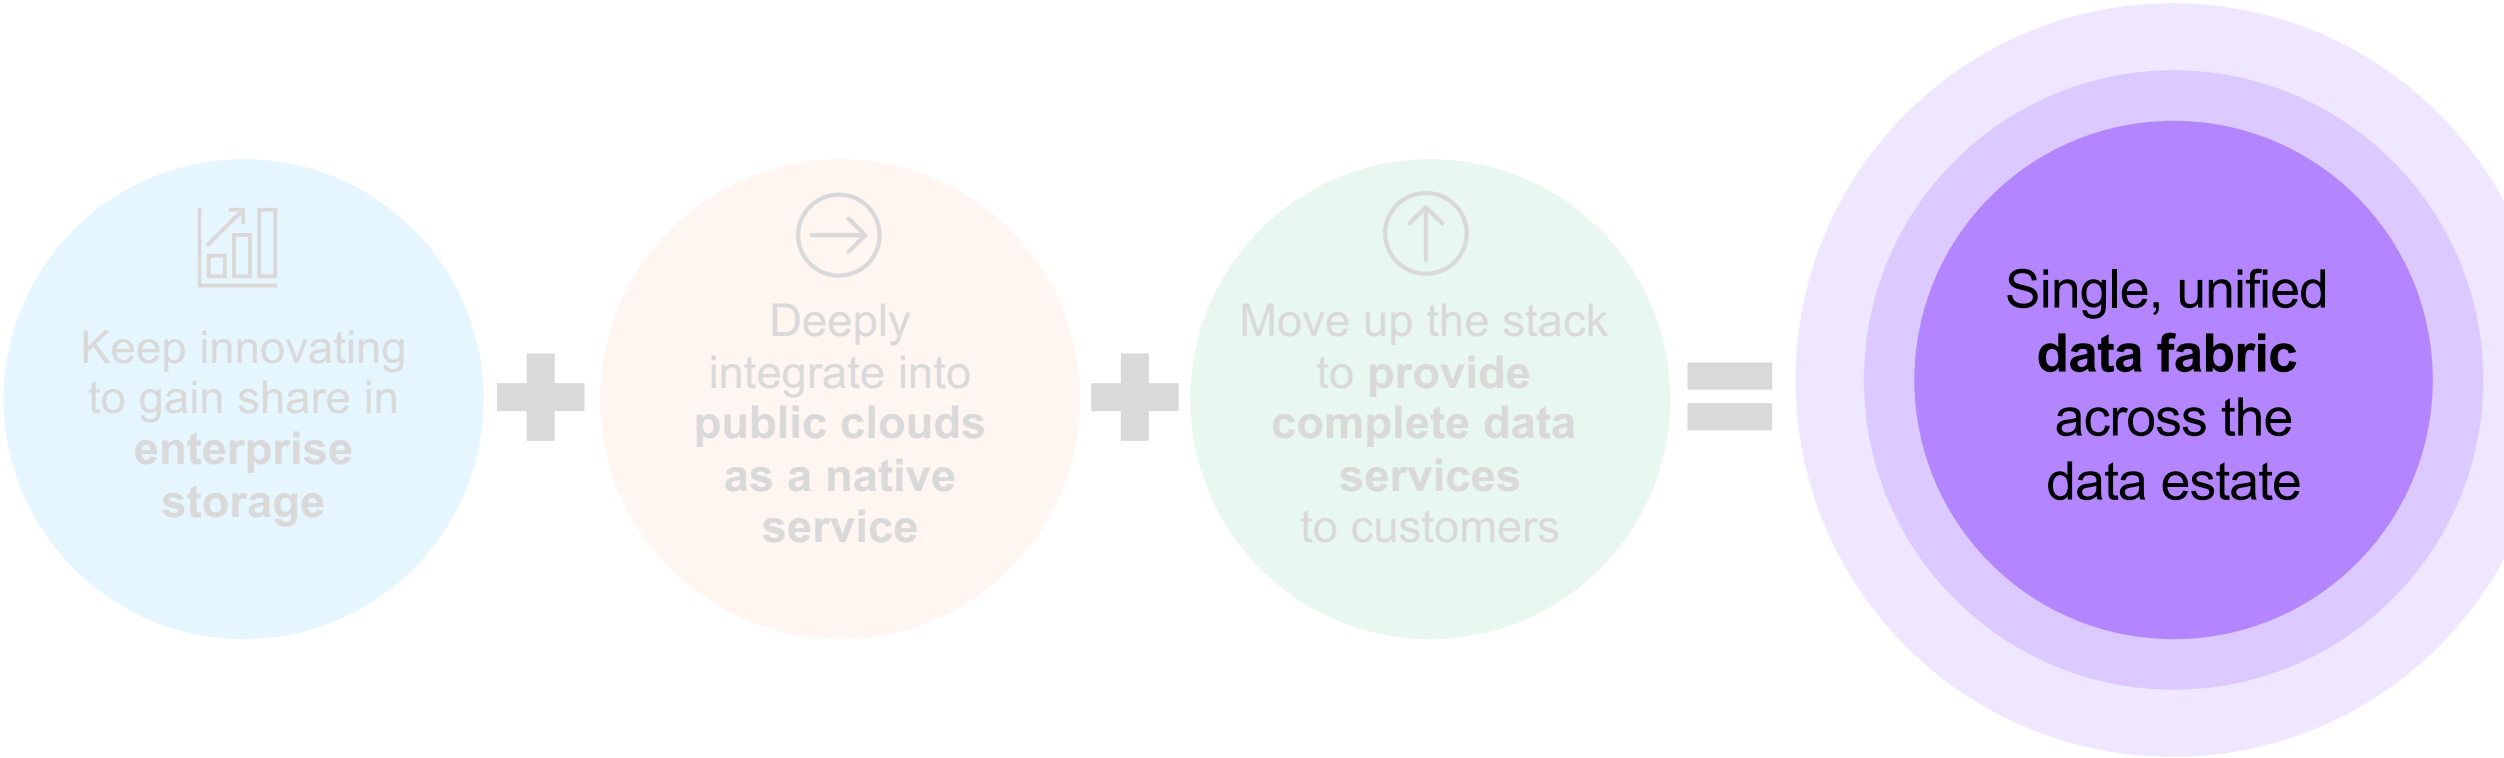 Keep innovating
to gain share in
enterprise
storage
Deeply
integrate into
public clouds
as a native
service
Move up the stack
to provide
complete data
services
to customers
Single, unified
data fabric
across the
data estate